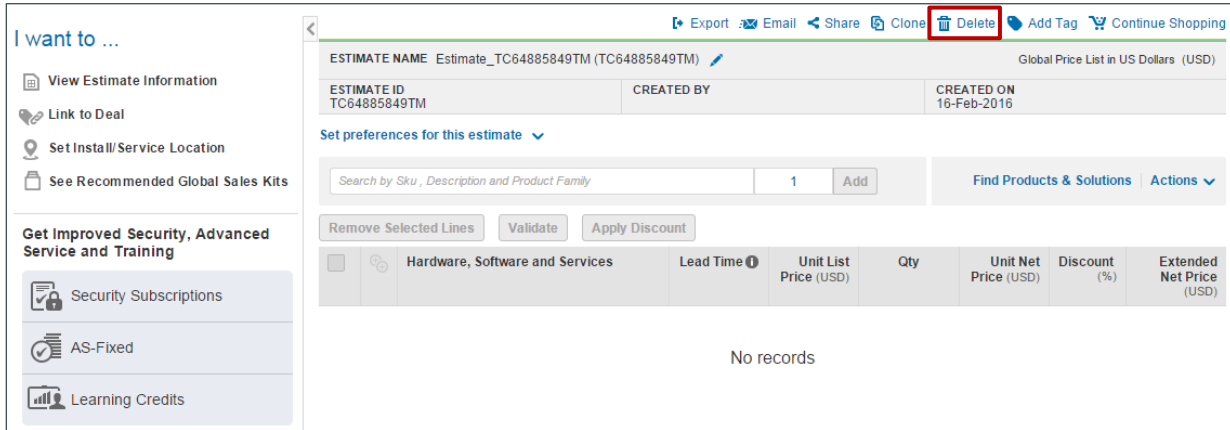 I want to ...
View Estimate Information
Link to Deal
Set Install/Service Location
See Recommended Global Sales Kits
Get Improved Security, Advanced
Service and Training
Security Subscriptions
AS-Fixed
Learning Credits
Export Email Share Clone Delete Add Tag Continue Shopping
ESTIMATE NAME Estimate_TC64885849TM (TC64885849TM) Global Price List in US Dollars (USD)
ESTIMATE ID CREATED BY CREATED ON
TC64885849TM 16-Feb-2016
Set preferences for this estimate
Search by Sku , Description and Product Family 1 Add Find Products & Solutions Actions
Remove Selected Lines Validate Apply Discount
Hardware, Software and Services Lead Time Unit List Qty Unit Net Discount Extended
Price (USD) Price (USD) (%) Net Price
(USD)
No records